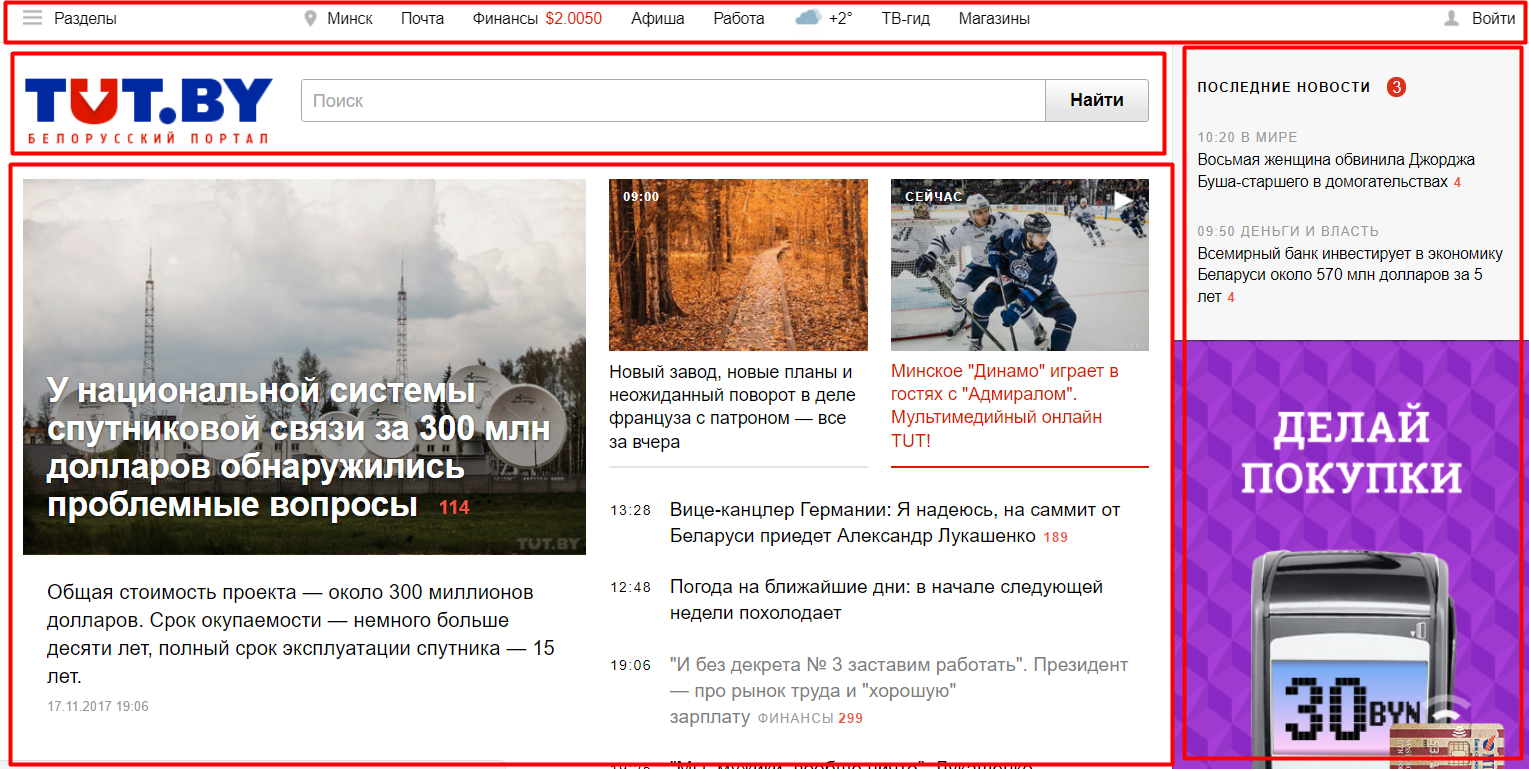 Разделы
Минск Почта Финансы $2.0050 Афиша Работа +2° ТВ-гид Магазины Войти
TUT.BY
БЕЛОРУССКИЙ ПОРТАЛ
Поиск
Найти
09:00
СЕЙЧАС
У национальной системы
спутниковой связи за 300 млн
долларов обнаружились
проблемные вопросы 114
TUT.BY
Общая стоимость проекта — около 300 миллионов
долларов. Срок окупаемости — немного больше
десяти лет, полный срок эксплуатации спутника — 15
лет.
17.11.2017 19:06
Новый завод, новые планы и
неожиданный поворот в деле
француза с патроном — все
за вчера
TUT.BY
Минское "Динамо" играет в
гостях с "Адмиралом".
Мультимедийный онлайн
TUT!
13:28 Вице-канцлер Германии: Я надеюсь, на саммит от
Беларуси приедет Александр Лукашенко 189
12:48 Погода на ближайшие дни: в начале следующей
недели похолодает
19:06 "И без декрета № 3 заставим работать". Президент
— про рынок труда и "хорошую"
зарплату ФИНАНСЫ 299
ПОСЛЕДНИЕ НОВОСТИ 3
10:20 В МИРЕ
Восьмая женщина обвинила Джорджа
Буша-старшего в домогательствах 4
09:50 ДЕНЬГИ И ВЛАСТЬ
Всемирный банк инвестирует в экономику
Беларуси около 570 млн долларов за 5
лет 4
ДЕЛАЙ
ПОКУПКИ
30 BYN